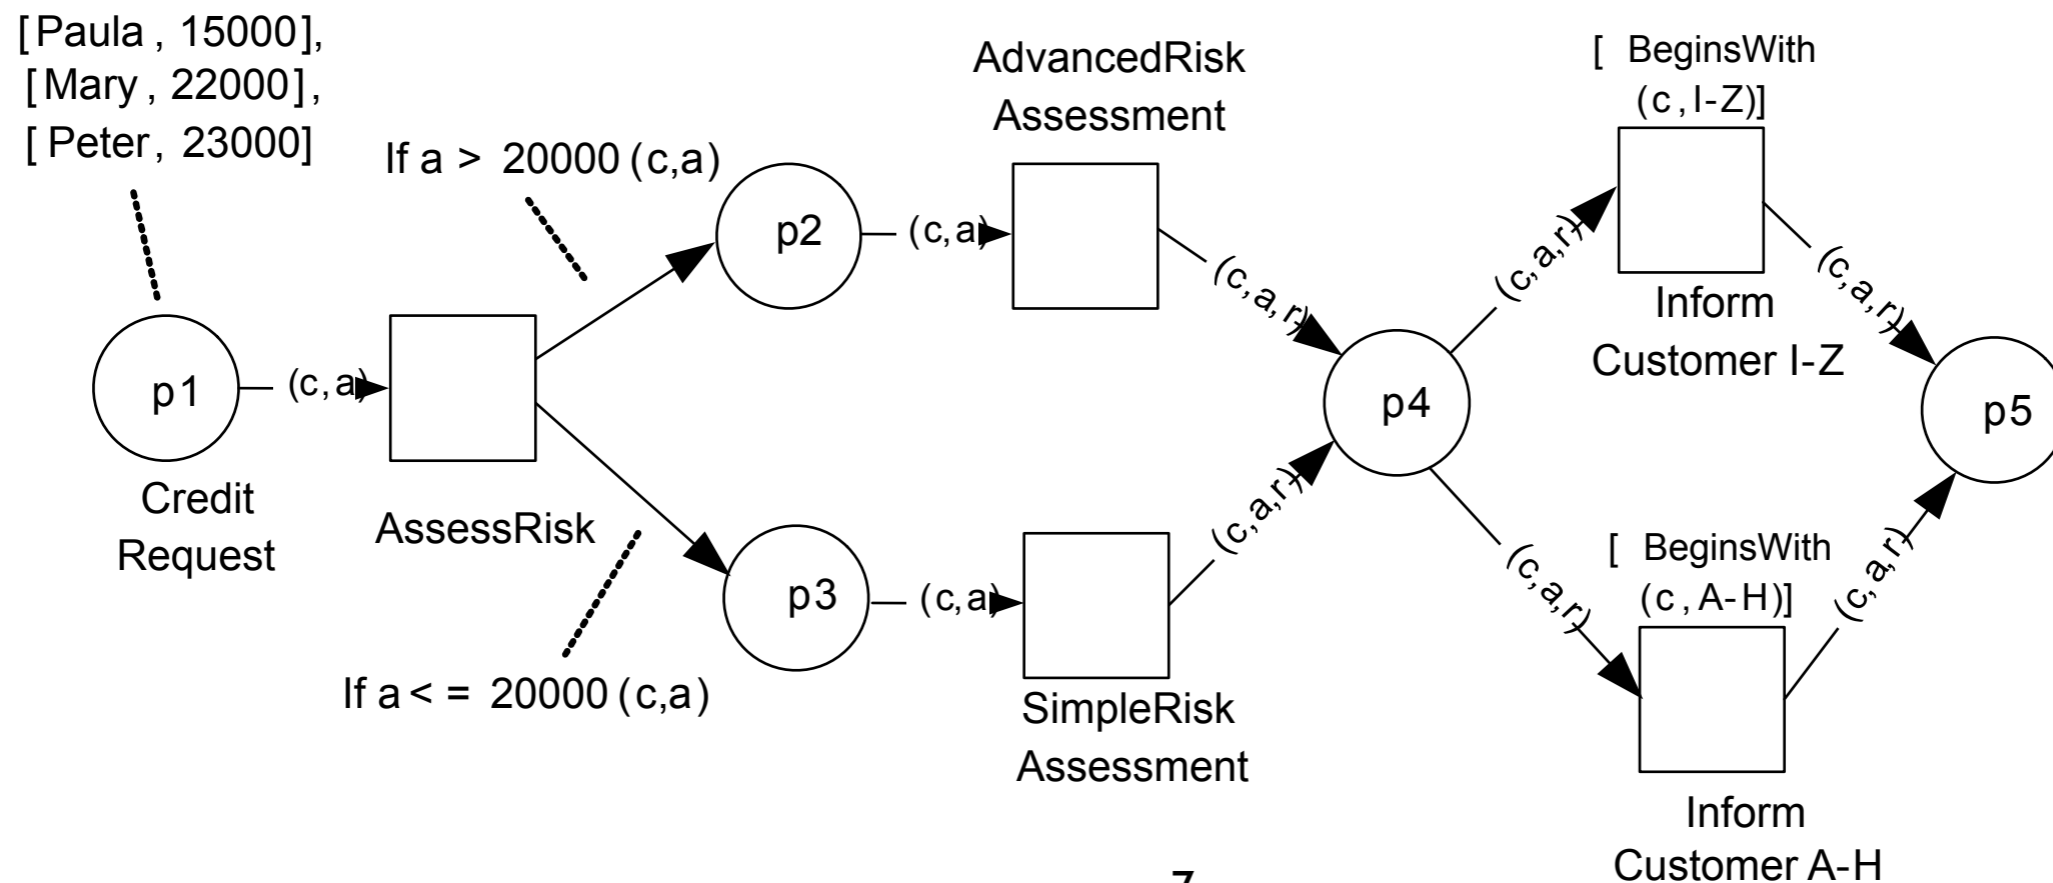 [Paula , 15000],
[Mary , 22000],
[ Peter, 23000]
If a > 20000 (c,a)
AdvancedRisk
Assessment
[ BeginsWith
(c , I-Z)]
p1
(c,a)
Credit
Request
AssessRisk
If a < = 20000 (c,a)
p2
(c,a)
p3
(c,a)
SimpleRisk
Assessment
(c,a,r)
(c,a,r)
p4
(c,a,r)
(c,a,r)
Inform
Customer I-Z
(c,a,r)
[ BeginsWith
(c , A-H)]
(c,a,r)
Inform
Customer A-H
p5